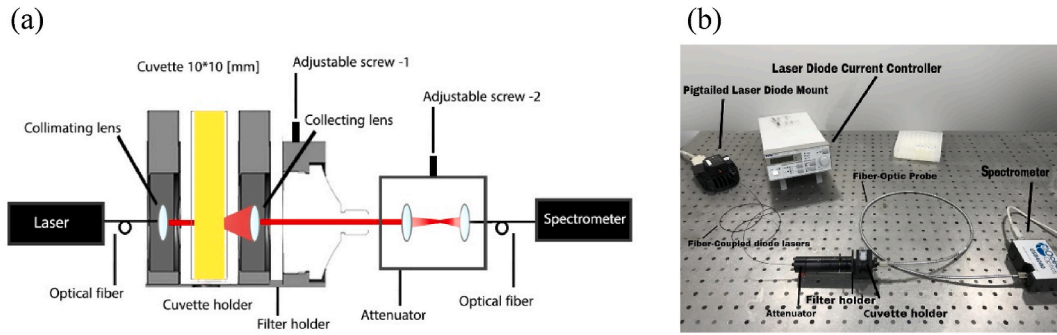 (a)
(b)
Cuvette 10*10 [mm]
Adjustable screw -1
Adjustable screw -2
Collimating lens
Collecting lens
Laser
Spectrometer
Optical fiber
Cuvette holder
Filter holder
Attenuator
Optical fiber
Laser Diode Current Controller
Pigtailed Laser Diode Mount
Spectrometer
Fiber-Optic Probe
Fiber-Coupled diode lasers
Filter holder
Attenuator
Cuvette holder